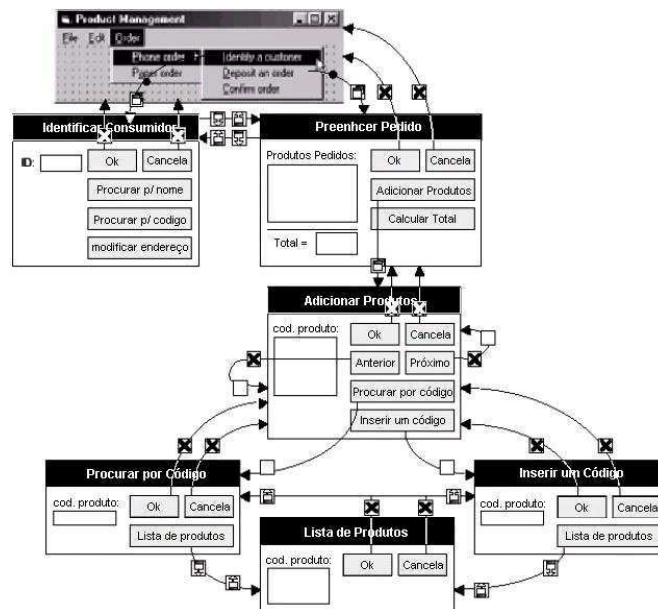 Product Management
File Edit Order
Phone order Identify a customer
Paper order Deposit an order
Confirm order
Identificar Consumidor
ID: Ok Cancela
Procurar p/ nome
Procurar p/ codigo
modificar endereço
Preenhcer Pedido
Produtos Pedidos: Ok Cancela
Adicionar Produtos
Calcular Total
Total =
Adicionar Produtos
cod. produto: Ok Cancela
Anterior Próximo
Procurar por código
Inserir um código
Procurar por Código
cod. produto: Ok Cancela
Lista de produtos
Lista de Produtos
cod. produto: Ok Cancela
Inserir um Código
cod. produto: Ok Cancela
Lista de produtos